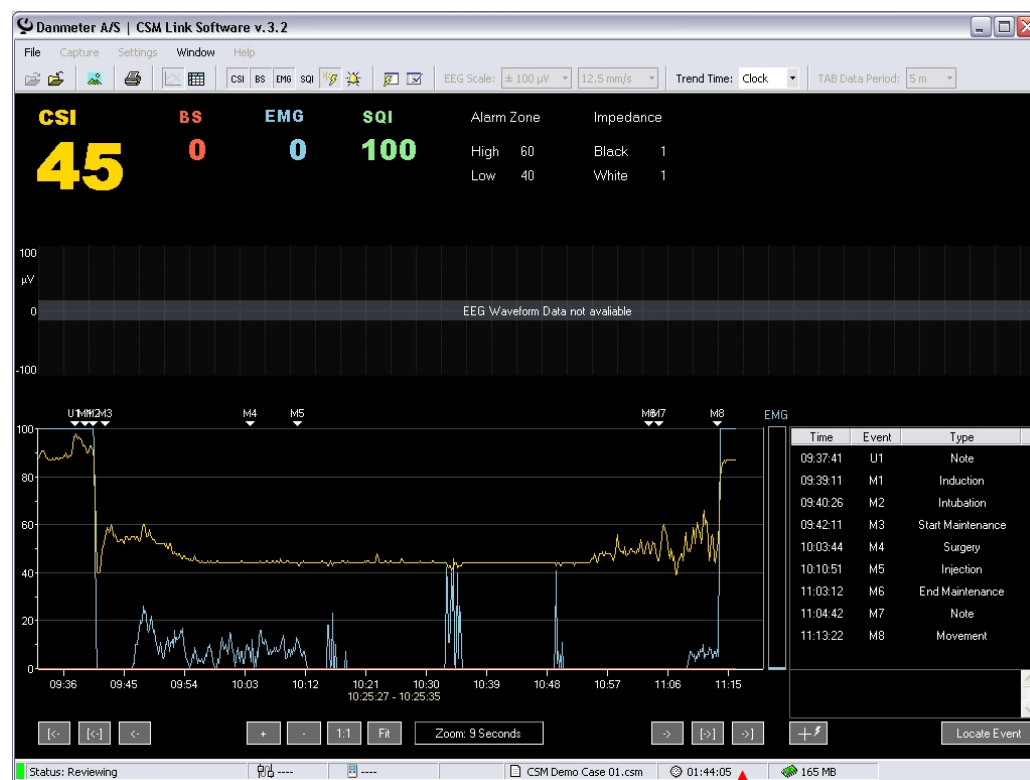 Danmeter A/S | CSM Link Software v.3.2
File Capture Settings Window Help
CSI BS EMG SQI EEG Scale: ± 100 µV 12.5 mm/s Trend Time: Clock TAB Data Period: 5 m
CSI BS EMG SQI Alarm Zone Impedance
45 0 0 100
High 60 Black 1
Low 40 White 1
100
µV
0 EEG Waveform Data not avaliable
-100
U1 M1 M2 M3 M4 M5 M6 M7 M8 EMG
100
80
60
40
20
0
09:36 09:45 09:54 10:03 10:12 10:21 10:30 10:39 10:48 10:57 11:06 11:15
10:25:27 - 10:25:35
Time Event Type
09:37:41 U1 Note
09:39:11 M1 Induction
09:40:26 M2 Intubation
09:42:11 M3 Start Maintenance
10:03:44 M4 Surgery
10:10:51 M5 Injection
11:03:12 M6 End Maintenance
11:04:42 M7 Note
11:13:22 M8 Movement
[<- [<-] <- + - 1:1 Fit Zoom: 9 Seconds -> [->] ->] Locate Event
Status: Reviewing ---- ---- CSM Demo Case 01.csm 01:44:05 165 MB